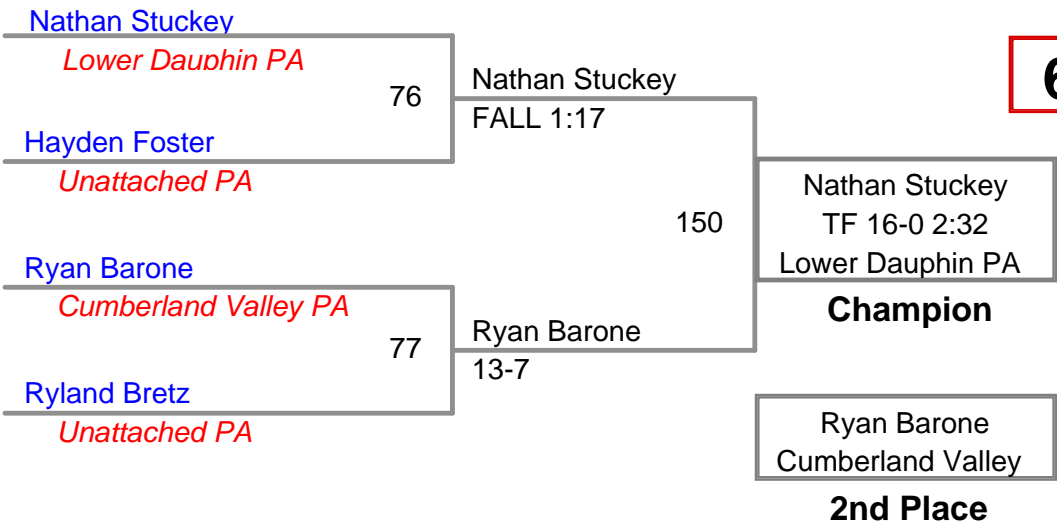 Nathan Stuckey
Lower Dauphin PA
76
Hayden Foster
Unattached PA
Nathan Stuckey
FALL 1:17
Ryan Barone
Cumberland Valley PA
77
Ryland Bretz
Unattached PA
Ryan Barone
13-7
150
6
Nathan Stuckey
TF 16-0 2:32
Lower Dauphin PA
Champion
Ryan Barone
Cumberland Valley
2nd Place